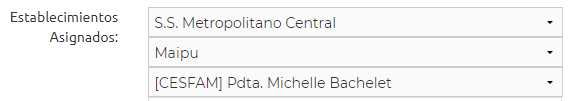 Establecimientos
Asignados:
S.S. Metropolitano Central
Maipu
[CESFAM] Pdta. Michelle Bachelet